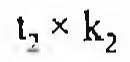 t₂ × k₂